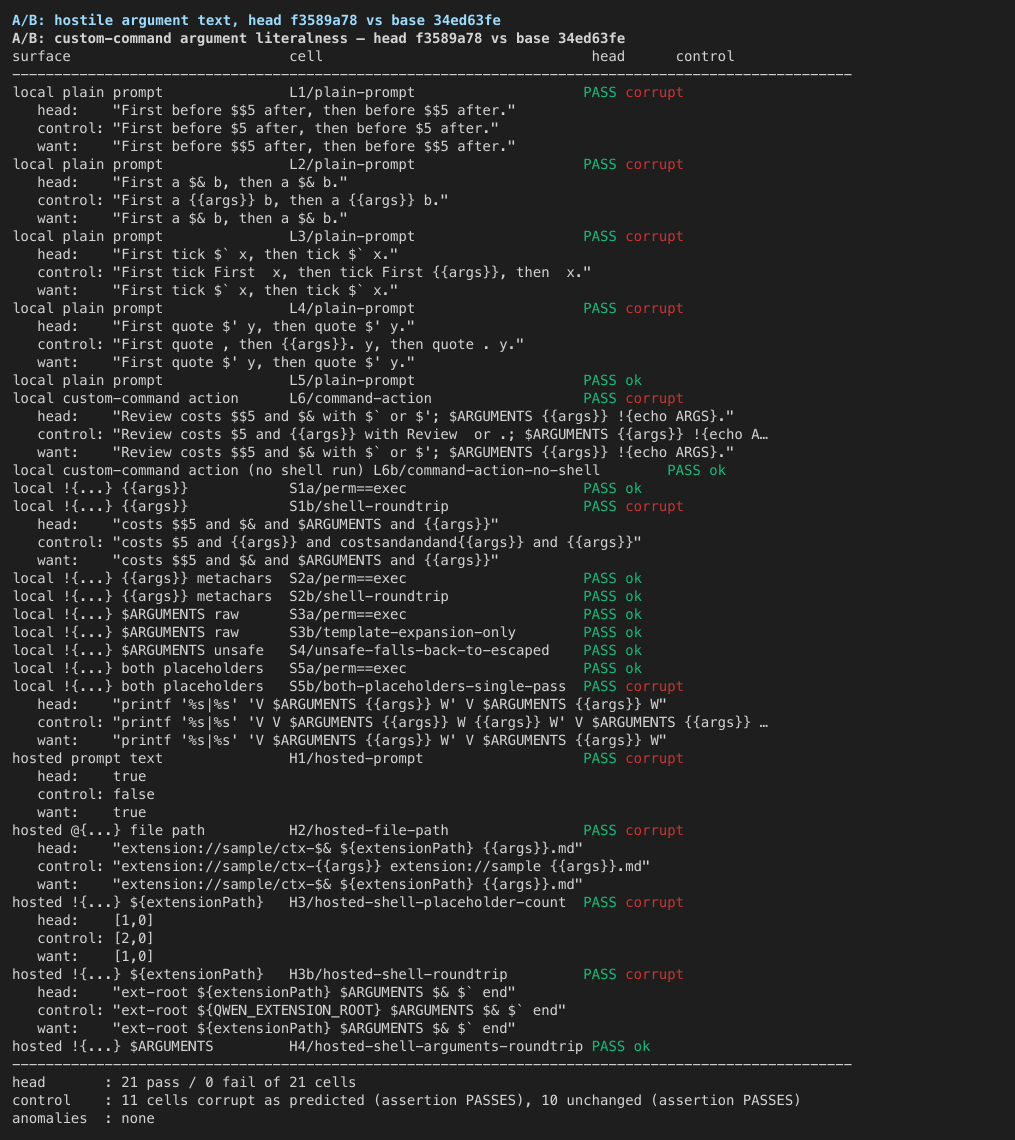 A/B: hostile argument text, head f3589a78 vs base 34ed63fe
A/B: custom-command argument literalness — head f3589a78 vs base 34ed63fe
surface                          cell                                head      control
────────────────────────────────────────────────────────────────────────────────────────────────────
local plain prompt               L1/plain-prompt                    PASS corrupt
   head:    "First before $$5 after, then before $$5 after."
   control: "First before $5 after, then before $5 after."
   want:    "First before $$5 after, then before $$5 after."
local plain prompt               L2/plain-prompt                    PASS corrupt
   head:    "First a $& b, then a $& b."
   control: "First a {{args}} b, then a {{args}} b."
   want:    "First a $& b, then a $& b."
local plain prompt               L3/plain-prompt                    PASS corrupt
   head:    "First tick $` x, then tick $` x."
   control: "First tick First  x, then tick First {{args}}, then  x."
   want:    "First tick $` x, then tick $` x."
local plain prompt               L4/plain-prompt                    PASS corrupt
   head:    "First quote $' y, then quote $' y."
   control: "First quote , then {{args}}. y, then quote . y."
   want:    "First quote $' y, then quote $' y."
local plain prompt               L5/plain-prompt                    PASS ok
local custom-command action      L6/command-action                  PASS corrupt
   head:    "Review costs $$5 and $& with $` or $'; $ARGUMENTS {{args}} !{echo ARGS}."
   control: "Review costs $5 and {{args}} with Review  or .; $ARGUMENTS {{args}} !{echo A…
   want:    "Review costs $$5 and $& with $` or $'; $ARGUMENTS {{args}} !{echo ARGS}."
local custom-command action (no shell run) L6b/command-action-no-shell        PASS ok
local !{...} {{args}}            S1a/perm==exec                     PASS ok
local !{...} {{args}}            S1b/shell-roundtrip                PASS corrupt
   head:    "costs $$5 and $& and $ARGUMENTS and {{args}}"
   control: "costs $5 and {{args}} and costsandandand{{args}} and {{args}}"
   want:    "costs $$5 and $& and $ARGUMENTS and {{args}}"
local !{...} {{args}} metachars  S2a/perm==exec                     PASS ok
local !{...} {{args}} metachars  S2b/shell-roundtrip                PASS ok
local !{...} $ARGUMENTS raw      S3a/perm==exec                     PASS ok
local !{...} $ARGUMENTS raw      S3b/template-expansion-only        PASS ok
local !{...} $ARGUMENTS unsafe   S4/unsafe-falls-back-to-escaped    PASS ok
local !{...} both placeholders   S5a/perm==exec                     PASS ok
local !{...} both placeholders   S5b/both-placeholders-single-pass  PASS corrupt
   head:    "printf '%s|%s' 'V $ARGUMENTS {{args}} W' V $ARGUMENTS {{args}} W"
   control: "printf '%s|%s' 'V V $ARGUMENTS {{args}} W {{args}} W' V $ARGUMENTS {{args}} …
   want:    "printf '%s|%s' 'V $ARGUMENTS {{args}} W' V $ARGUMENTS {{args}} W"
hosted prompt text               H1/hosted-prompt                   PASS corrupt
   head:    true
   control: false
   want:    true
hosted @{...} file path          H2/hosted-file-path                PASS corrupt
   head:    "extension://sample/ctx-$& ${extensionPath} {{args}}.md"
   control: "extension://sample/ctx-{{args}} extension://sample {{args}}.md"
   want:    "extension://sample/ctx-$& ${extensionPath} {{args}}.md"
hosted !{...} ${extensionPath}   H3/hosted-shell-placeholder-count  PASS corrupt
   head:    [1,0]
   control: [2,0]
   want:    [1,0]
hosted !{...} ${extensionPath}   H3b/hosted-shell-roundtrip         PASS corrupt
   head:    "ext-root ${extensionPath} $ARGUMENTS $& $` end"
   control: "ext-root ${QWEN_EXTENSION_ROOT} $ARGUMENTS $& $` end"
   want:    "ext-root ${extensionPath} $ARGUMENTS $& $` end"
hosted !{...} $ARGUMENTS         H4/hosted-shell-arguments-roundtrip PASS ok
────────────────────────────────────────────────────────────────────────────────────────────────────
head       : 21 pass / 0 fail of 21 cells
control    : 11 cells corrupt as predicted (assertion PASSES), 10 unchanged (assertion PASSES)
anomalies  : none